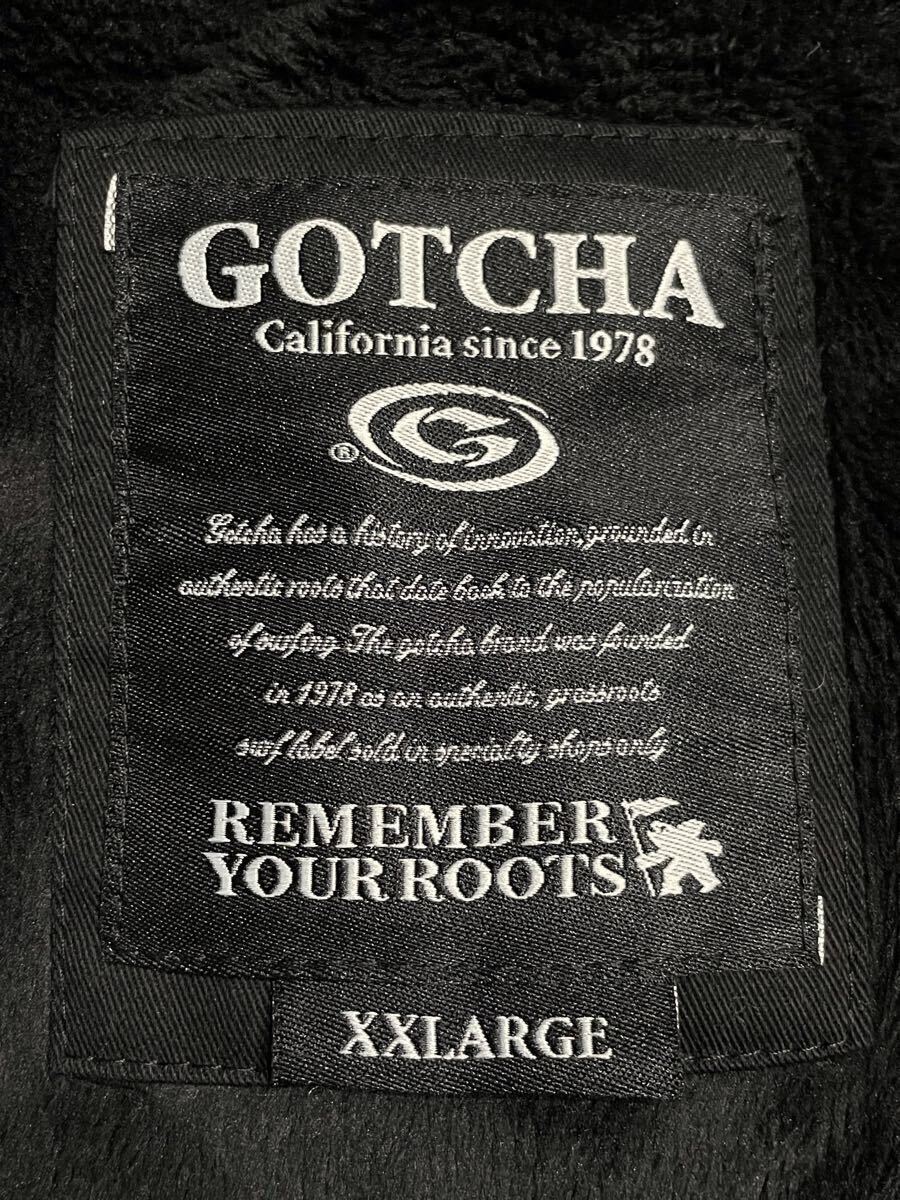 GOTCHA
California since 1978
G
®
Gotcha has a history of innovation, grounded in
authentic roots that date back to the popularization
of surfing. The gotcha brand was founded
in 1978 as an authentic, grassroots
surf label sold in specialty shops only
REMEMBER
YOUR ROOTS
XXLARGE